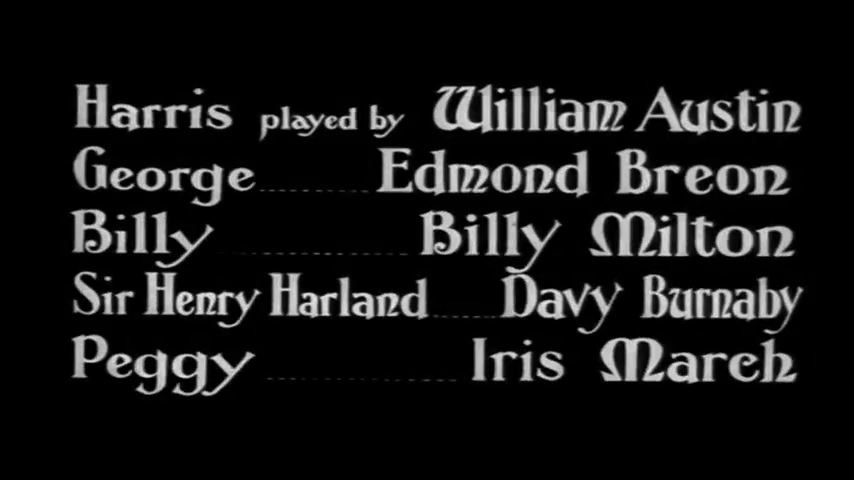 Harris played by William Austin
George.........Edmond Breon
Billy..................Billy Milton
Sir Henry Harland......Davy Burnaby
Peggy..................Iris March